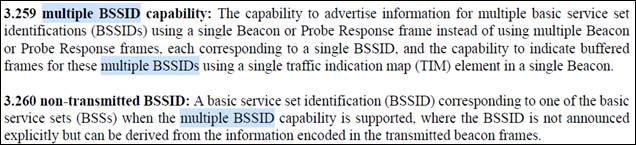 3.259 multiple BSSID capability: The capability to advertise information for multiple basic service set
identifications (BSSIDs) using a single Beacon or Probe Response frame instead of using multiple Beacon
or Probe Response frames, each corresponding to a single BSSID, and the capability to indicate buffered
frames for these multiple BSSIDs using a single traffic indication map (TIM) element in a single Beacon.
3.260 non-transmitted BSSID: A basic service set identification (BSSID) corresponding to one of the basic
service sets (BSSs) when the multiple BSSID capability is supported, where the BSSID is not announced
explicitly but can be derived from the information encoded in the transmitted beacon frames.